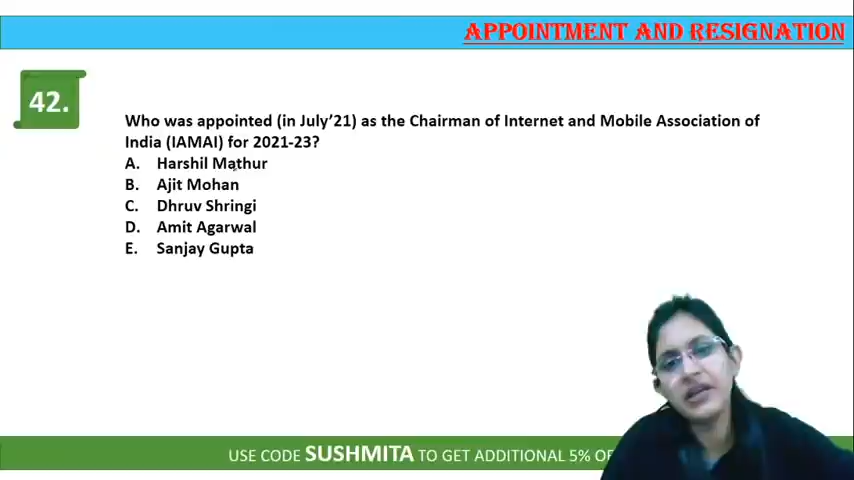 APPOINTMENT AND RESIGNATION
42.
Who was appointed (in July'21) as the Chairman of Internet and Mobile Association of
India (IAMAI) for 2021-23?
A. Harshil Mathur
B. Ajit Mohan
C. Dhruv Shringi
D. Amit Agarwal
E. Sanjay Gupta
USE CODE SUSHMITA TO GET ADDITIONAL 5%